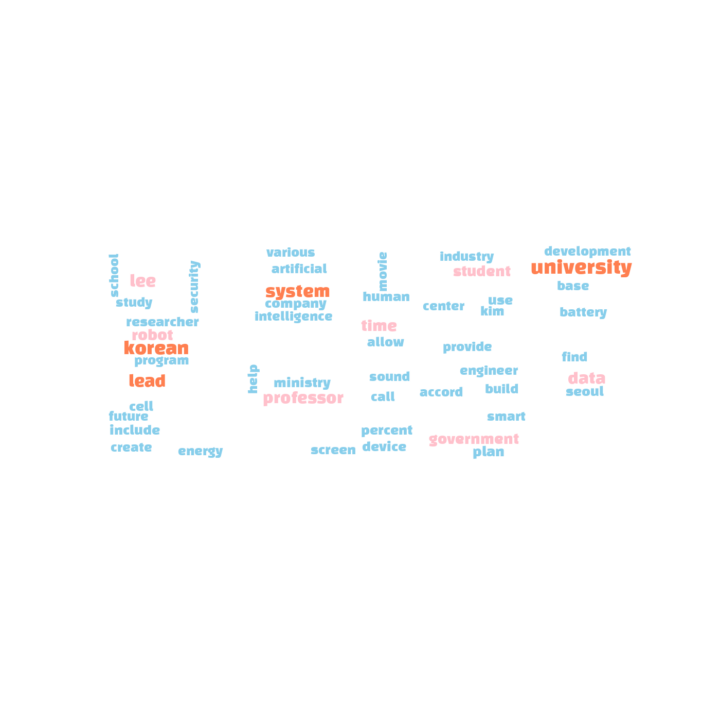 school
lee
study
security
researcher
robot
korean
program
lead
cell
future
include
create
energy
various
artificial
system
company
intelligence
help
ministry
professor
screen
movie
human
time
allow
sound
call
percent
device
industry
student
center
use
kim
provide
engineer
accord
build
smart
government
plan
development
university
base
battery
find
data
seoul